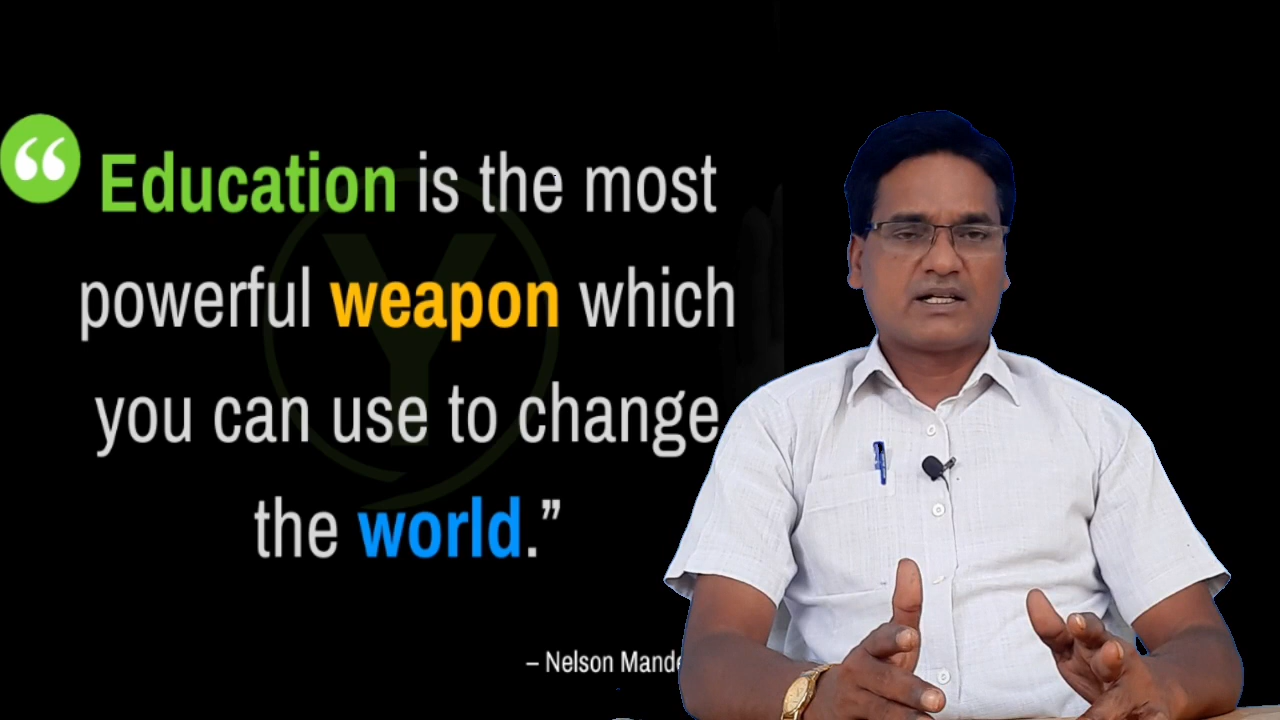 “ Education is the most
powerful weapon which
you can use to change
the world.”
– Nelson Mande